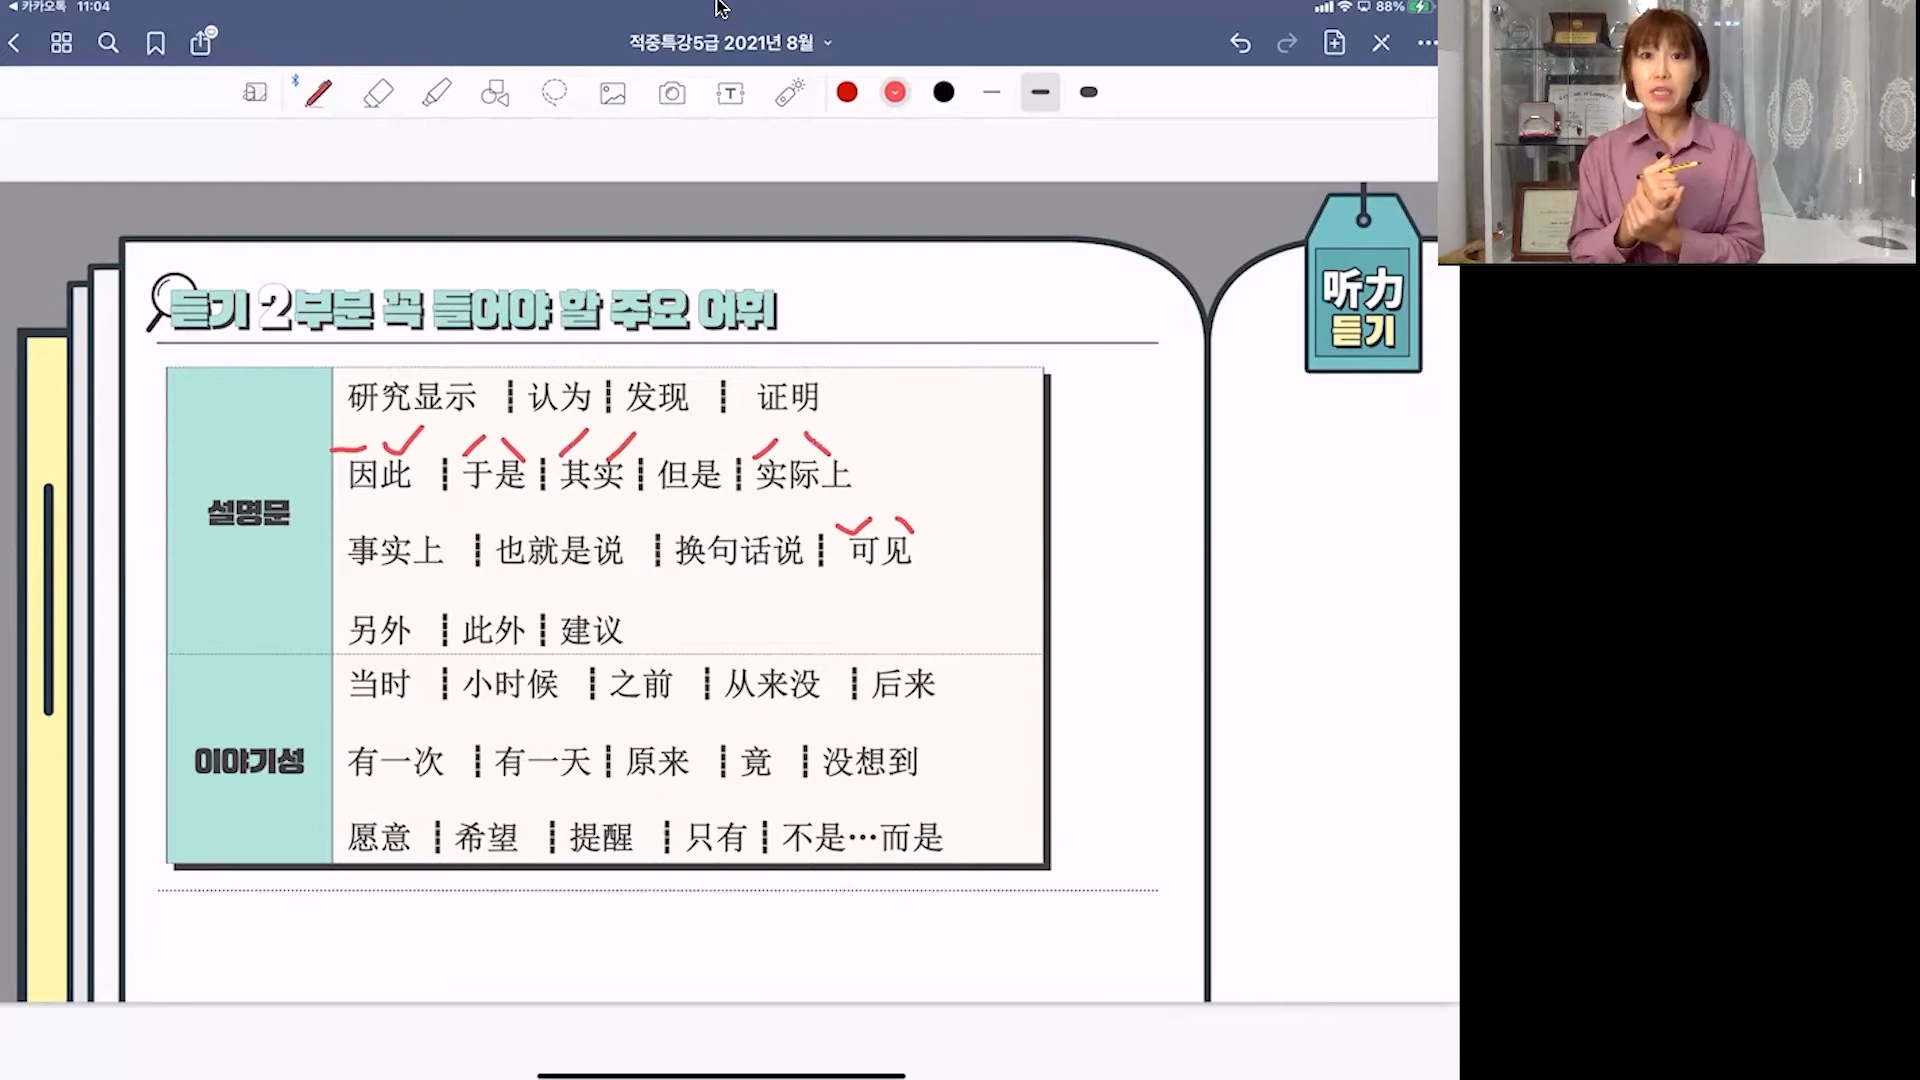 ◀ 카카오톡 11:04
88%
적중특강5급 2021년 8월
T
听力
듣기
듣기 2부분 꼭 들어야 할 주요 어휘
설명문
研究显示 ┆ 认为 ┆ 发现 ┆ 证明
因此 ┆ 于是 ┆ 其实 ┆ 但是 ┆ 实际上
事实上 ┆ 也就是说 ┆ 换句话说 ┆ 可见
另外 ┆ 此外 ┆ 建议
이야기성
当时 ┆ 小时候 ┆ 之前 ┆ 从来没 ┆ 后来
有一次 ┆ 有一天 ┆ 原来 ┆ 竟 ┆ 没想到
愿意 ┆ 希望 ┆ 提醒 ┆ 只有 ┆ 不是…而是